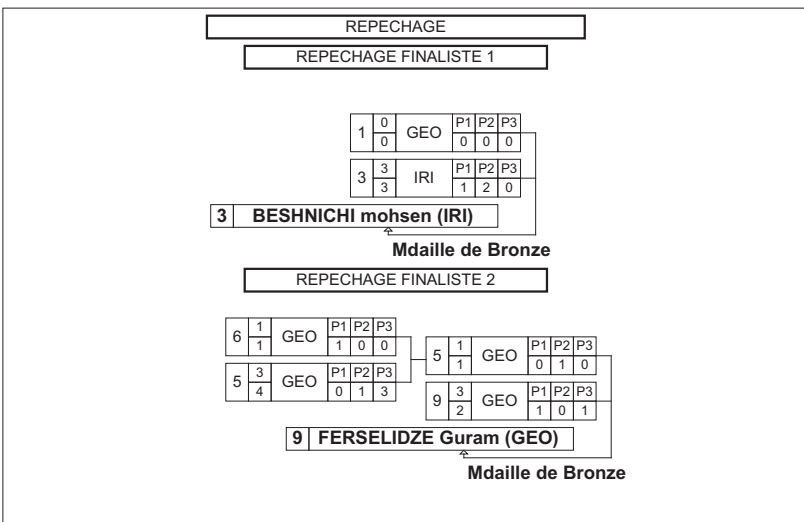 REPECHAGE
REPECHAGE FINALISTE 1
1 0 0 GEO P1 P2 P3 0 0 0
3 3 3 IRI P1 P2 P3 1 2 0
3 BESHNICHI mohsen (IRI)
Mdaille de Bronze
REPECHAGE FINALISTE 2
6 1 1 GEO P1 P2 P3 1 0 0
5 3 4 GEO P1 P2 P3 0 1 3
5 1 1 GEO P1 P2 P3 0 1 0
9 3 2 GEO P1 P2 P3 1 0 1
9 FERSELIDZE Guram (GEO)
Mdaille de Bronze